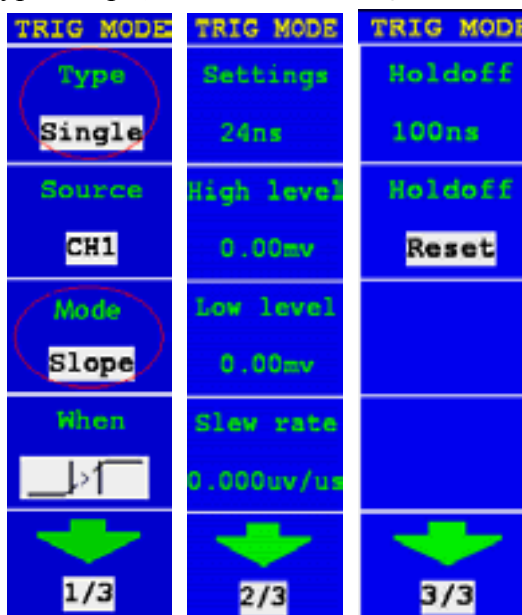 TRIG MODE
Type
Single
Source
CH1
Mode
Slope
When
1/3
TRIG MODE
Settings
24ns
High level
0.00mv
Low level
0.00mv
Slew rate
0.000uv/us
2/3
TRIG MODE
Holdoff
100ns
Holdoff
Reset
3/3